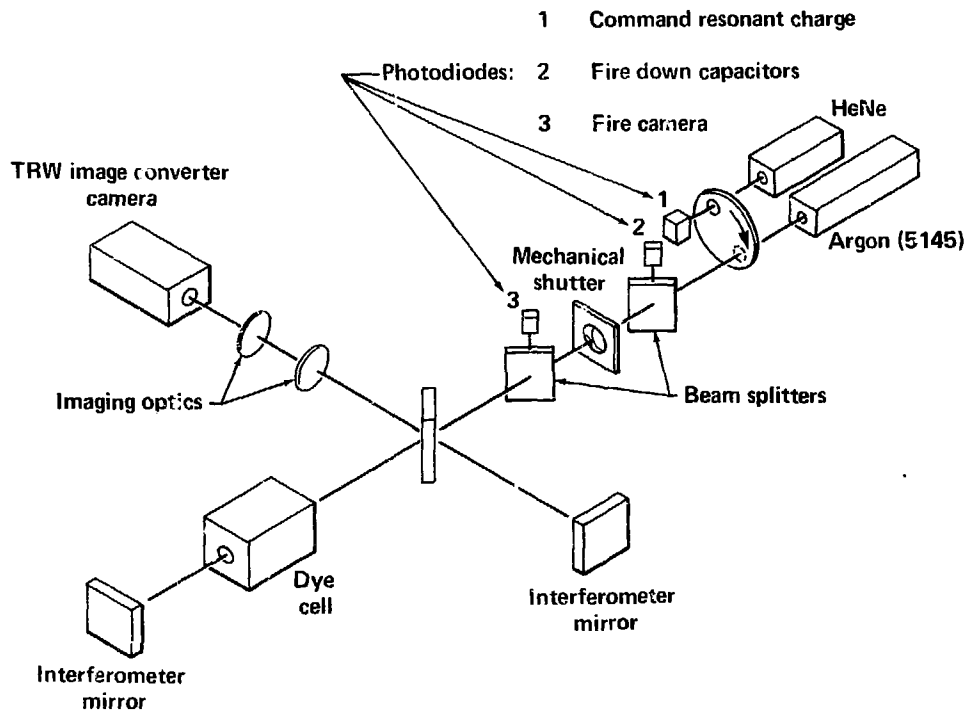 1 Command resonant charge
Photodiodes: 2 Fire down capacitors
3 Fire camera
HeNe
TRW image converter
camera
1
2
Argon (5145)
Mechanical
shutter
3
Imaging optics
Beam splitters
Dye
cell
Interferometer
mirror
Interferometer
mirror